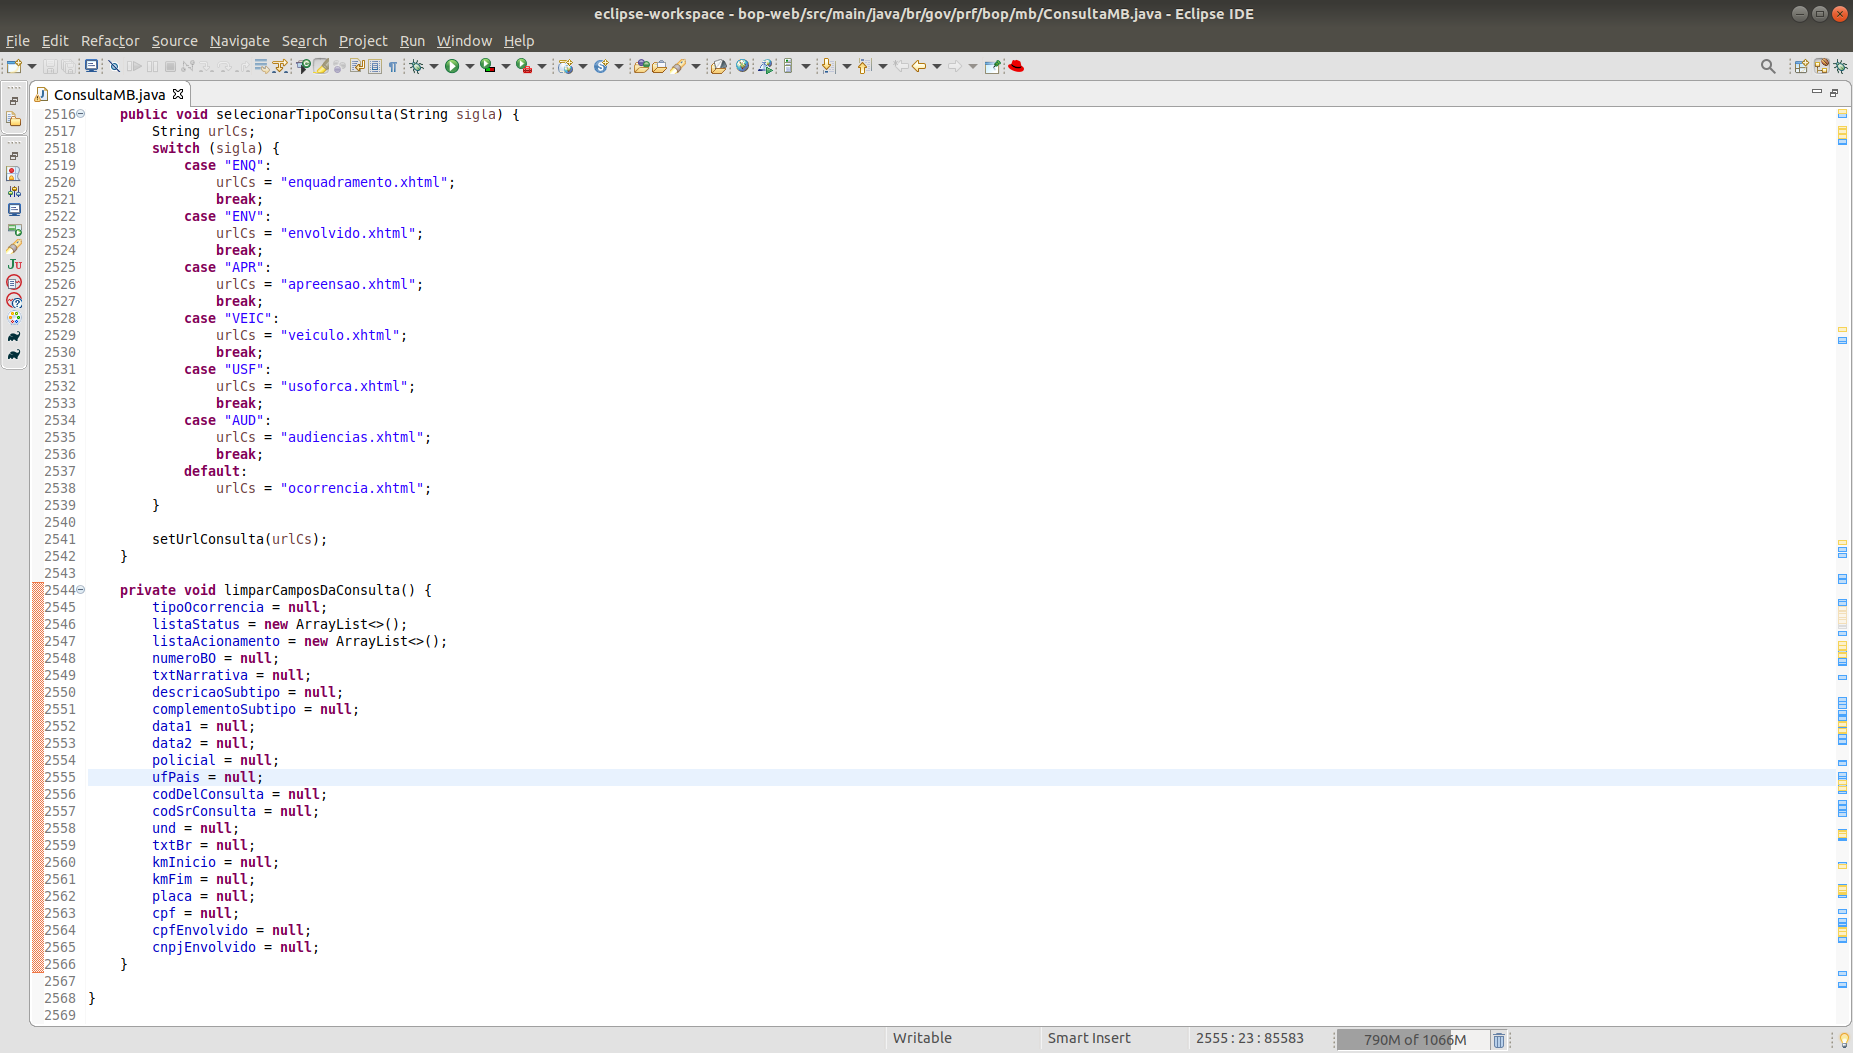 eclipse-workspace - bop-web/src/main/java/br/gov/prf/bop/mb/ConsultaMB.java - Eclipse IDE
File Edit Refactor Source Navigate Search Project Run Window Help
ConsultaMB.java
2516 public void selecionarTipoConsulta(String sigla) {
2517 String urlCs;
2518 switch (sigla) {
2519 case "ENQ":
2520 urlCs = "enquadramento.xhtml";
2521 break;
2522 case "ENV":
2523 urlCs = "envolvido.xhtml";
2524 break;
2525 case "APR":
2526 urlCs = "apreensao.xhtml";
2527 break;
2528 case "VEIC":
2529 urlCs = "veiculo.xhtml";
2530 break;
2531 case "USF":
2532 urlCs = "usoforca.xhtml";
2533 break;
2534 case "AUD":
2535 urlCs = "audiencias.xhtml";
2536 break;
2537 default:
2538 urlCs = "ocorrencia.xhtml";
2539 }
2540
2541 setUrlConsulta(urlCs);
2542 }
2543
2544 private void limparCamposDaConsulta() {
2545 tipoOcorrencia = null;
2546 listaStatus = new ArrayList<>();
2547 listaAcionamento = new ArrayList<>();
2548 numeroBO = null;
2549 txtNarrativa = null;
2550 descricaoSubtipo = null;
2551 complementoSubtipo = null;
2552 data1 = null;
2553 data2 = null;
2554 policial = null;
2555 ufPais = null;
2556 codDelConsulta = null;
2557 codSrConsulta = null;
2558 und = null;
2559 txtBr = null;
2560 kmInicio = null;
2561 kmFim = null;
2562 placa = null;
2563 cpf = null;
2564 cpfEnvolvido = null;
2565 cnpjEnvolvido = null;
2566 }
2567
2568 }
2569
Writable Smart Insert 2555 : 23 : 85583 790M of 1066M